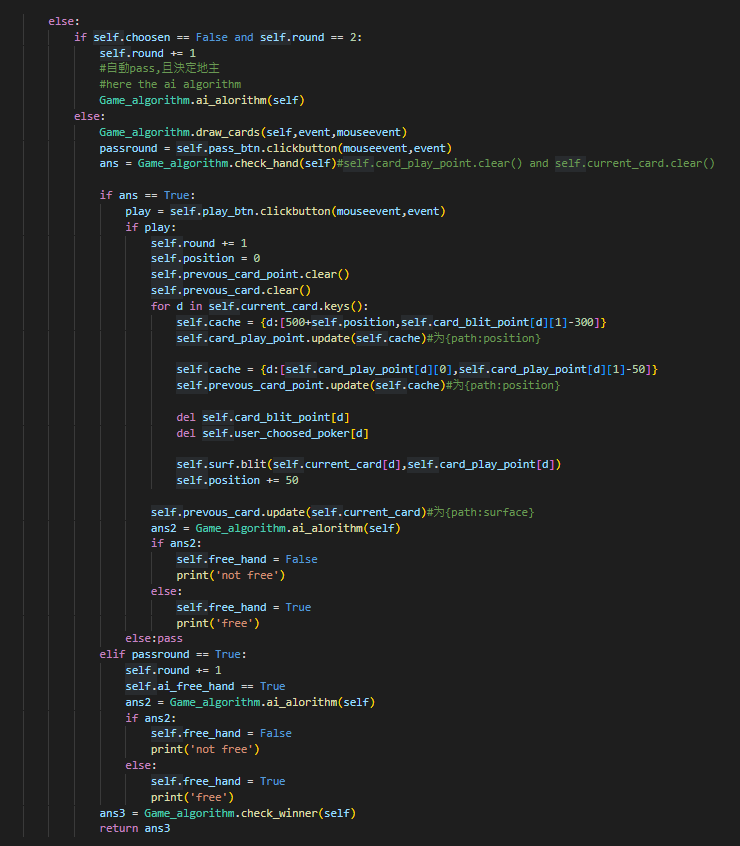 else:
if self.choosen == False and self.round == 2:
self.round += 1
#自動pass,且決定地主
#here the ai algorithm
Game_algorithm.ai_alorithm(self)
else:
Game_algorithm.draw_cards(self,event,mouseevent)
passround = self.pass_btn.clickbutton(mouseevent,event)
ans = Game_algorithm.check_hand(self)#self.card_play_point.clear() and self.current_card.clear()
if ans == True:
play = self.play_btn.clickbutton(mouseevent,event)
if play:
self.round += 1
self.position = 0
self.prevous_card_point.clear()
self.prevous_card.clear()
for d in self.current_card.keys():
self.cache = {d:[500+self.position,self.card_blit_point[d][1]-300]}
self.card_play_point.update(self.cache)#为{path:position}
self.cache = {d:[self.card_play_point[d][0],self.card_play_point[d][1]-50]}
self.prevous_card_point.update(self.cache)#为{path:position}
del self.card_blit_point[d]
del self.user_choosed_poker[d]
self.surf.blit(self.current_card[d],self.card_play_point[d])
self.position += 50
self.prevous_card.update(self.current_card)#为{path:surface}
ans2 = Game_algorithm.ai_alorithm(self)
if ans2:
self.free_hand = False
print('not free')
else:
self.free_hand = True
print('free')
else:pass
elif passround == True:
self.round += 1
self.ai_free_hand == True
ans2 = Game_algorithm.ai_alorithm(self)
if ans2:
self.free_hand = False
print('not free')
else:
self.free_hand = True
print('free')
ans3 = Game_algorithm.check_winner(self)
return ans3